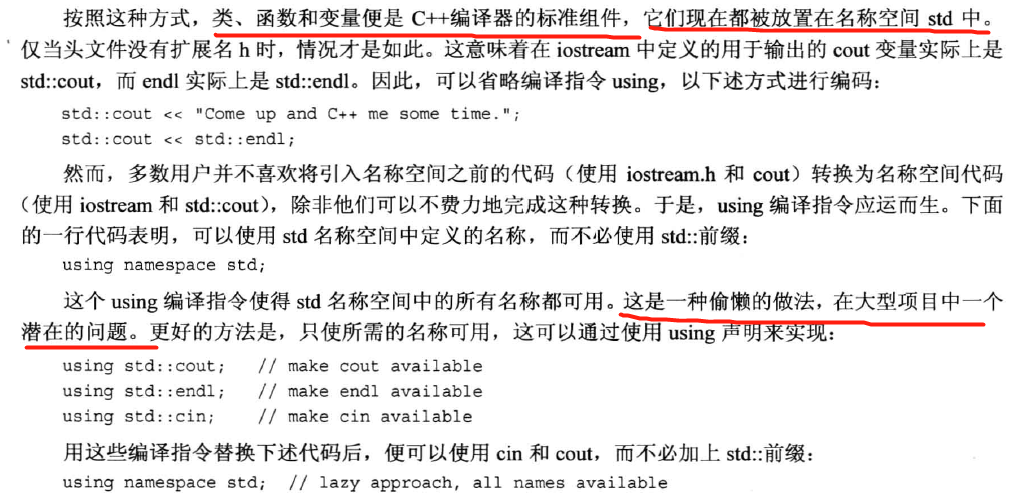 按照这种方式，类、函数和变量便是 C++编译器的标准组件，它们现在都被放置在名称空间 std 中。
仅当头文件没有扩展名 h 时，情况才是如此。这意味着在 iostream 中定义的用于输出的 cout 变量实际上是
std::cout，而 endl 实际上是 std::endl。因此，可以省略编译指令 using，以下述方式进行编码：
std::cout << "Come up and C++ me some time.";
std::cout << std::endl;
然而，多数用户并不喜欢将引入名称空间之前的代码（使用 iostream.h 和 cout）转换为名称空间代码
（使用 iostream 和 std::cout），除非他们可以不费力地完成这种转换。于是，using 编译指令应运而生。下面
的一行代码表明，可以使用 std 名称空间中定义的名称，而不必使用 std::前缀：
using namespace std;
这个 using 编译指令使得 std 名称空间中的所有名称都可用。这是一种偷懒的做法，在大型项目中一个
潜在的问题。更好的方法是，只使所需的名称可用，这可以通过使用 using 声明来实现：
using std::cout;   // make cout available
using std::endl;   // make endl available
using std::cin;    // make cin available
用这些编译指令替换下述代码后，便可以使用 cin 和 cout，而不必加上 std::前缀：
using namespace std;  // lazy approach, all names available